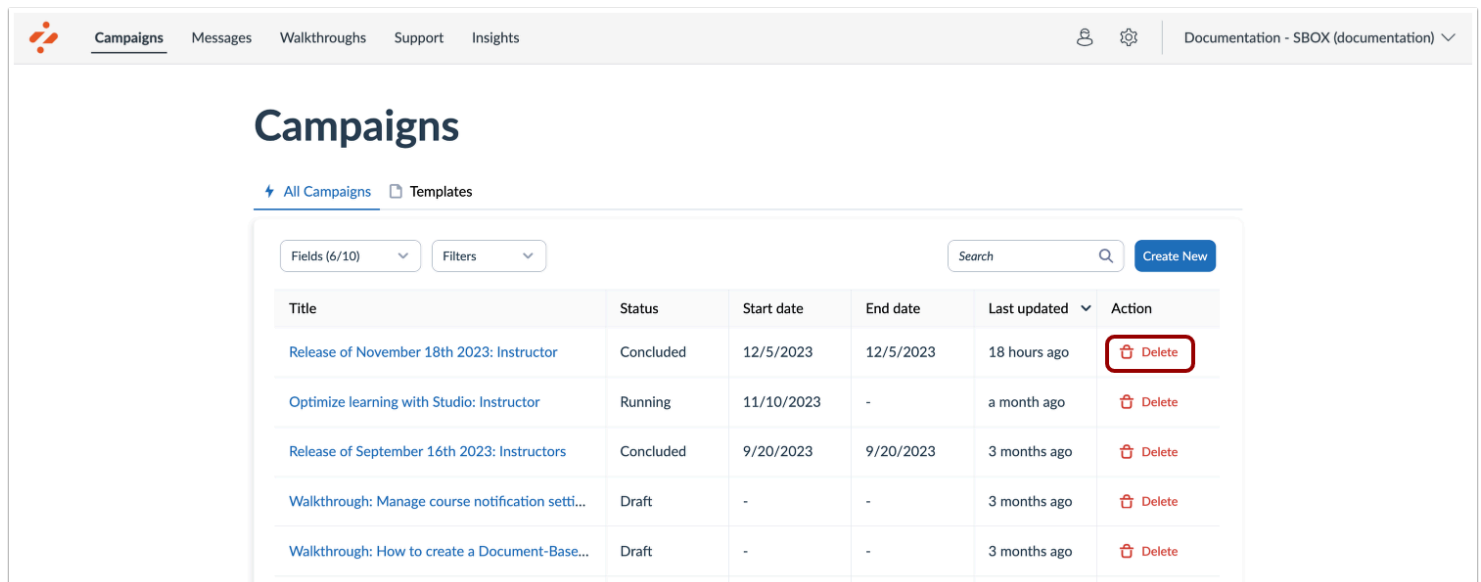 Campaigns Messages Walkthroughs Support Insights Documentation - SBOX (documentation)
Campaigns
All Campaigns Templates
Fields (6/10) Filters Search Create New
Title Status Start date End date Last updated Action
Release of November 18th 2023: Instructor Concluded 12/5/2023 12/5/2023 18 hours ago Delete
Optimize learning with Studio: Instructor Running 11/10/2023 - a month ago Delete
Release of September 16th 2023: Instructors Concluded 9/20/2023 9/20/2023 3 months ago Delete
Walkthrough: Manage course notification setti... Draft - - 3 months ago Delete
Walkthrough: How to create a Document-Base... Draft - - 3 months ago Delete